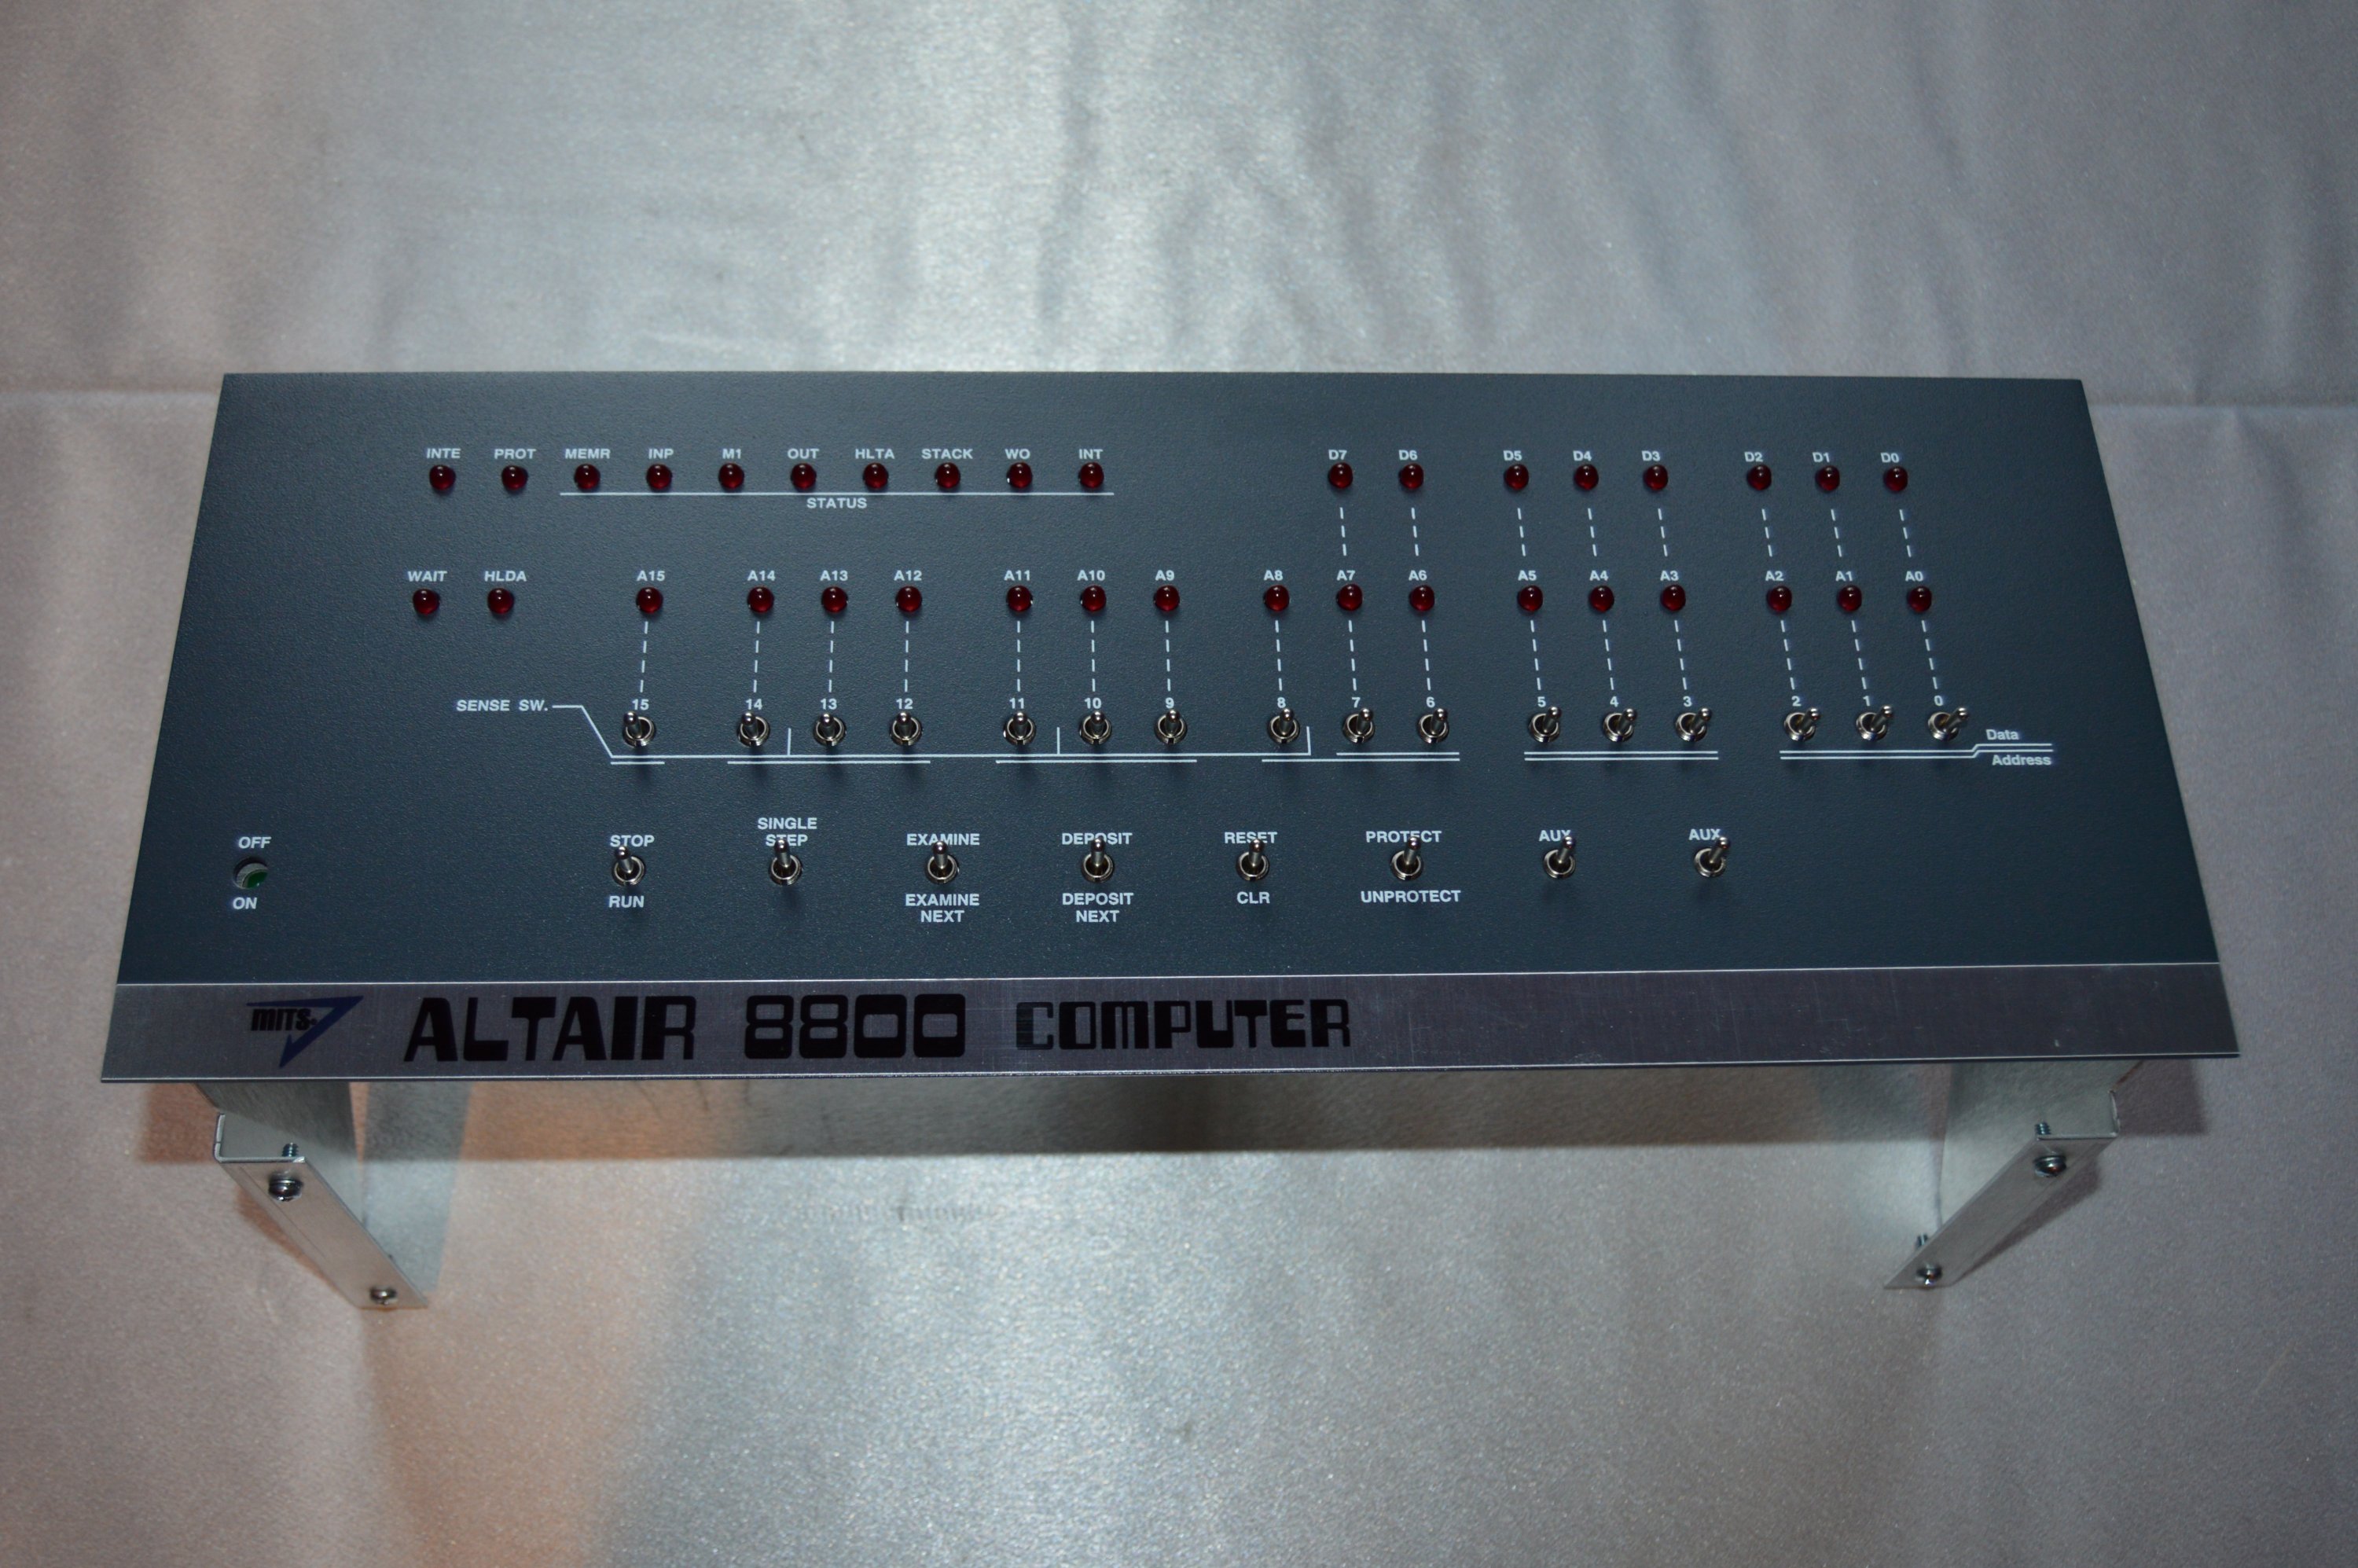 INTE PROT MEMR INP M1 OUT HLTA STACK WO INT D7 D6 D5 D4 D3 D2 D1 D0
STATUS
WAIT HLDA A15 A14 A13 A12 A11 A10 A9 A8 A7 A6 A5 A4 A3 A2 A1 A0
SENSE SW. 15 14 13 12 11 10 9 8 7 6 5 4 3 2 1 0
Data
Address
OFF
ON
STOP
RUN
SINGLE
STEP
EXAMINE
EXAMINE
NEXT
DEPOSIT
DEPOSIT
NEXT
RESET
CLR
PROTECT
UNPROTECT
AUX
AUX
mITS ALTAIR 8800 COMPUTER